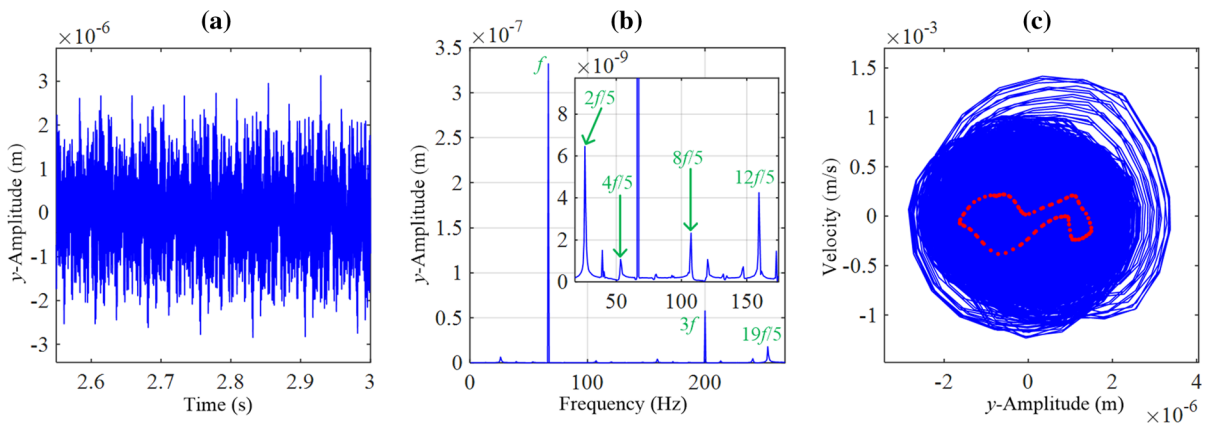 (a)
×10⁻⁶
3
2
1
0
-1
-2
-3
y-Amplitude (m)
2.6 2.7 2.8 2.9 3
Time (s)
(b)
×10⁻⁷
3.5
3
2.5
2
1.5
1
0.5
0
y-Amplitude (m)
f
×10⁻⁹
8
6
4
2
0
2f/5
4f/5
8f/5
12f/5
50 100 150
3f
19f/5
0 100 200
Frequency (Hz)
(c)
×10⁻³
1.5
1
0.5
0
-0.5
-1
Velocity (m/s)
-2 0 2 4
y-Amplitude (m)
×10⁻⁶